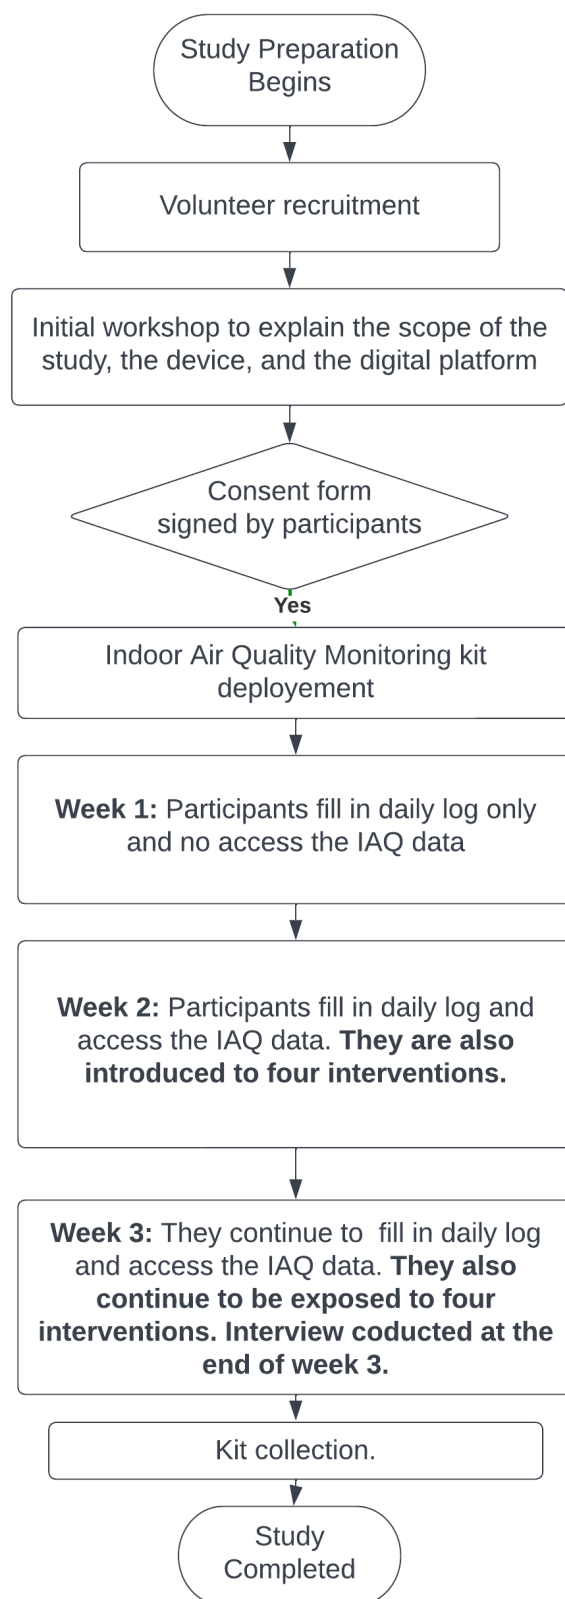 Study Preparation
Begins
Volunteer recruitment
Initial workshop to explain the scope of the
study, the device, and the digital platform
Consent form
signed by participants
Yes
Indoor Air Quality Monitoring kit
deployement
Week 1: Participants fill in daily log only
and no access the IAQ data
Week 2: Participants fill in daily log and
access the IAQ data. They are also
introduced to four interventions.
Week 3: They continue to  fill in daily log
and access the IAQ data. They also
continue to be exposed to four
interventions. Interview coducted at the
end of week 3.
Kit collection.
Study
Completed